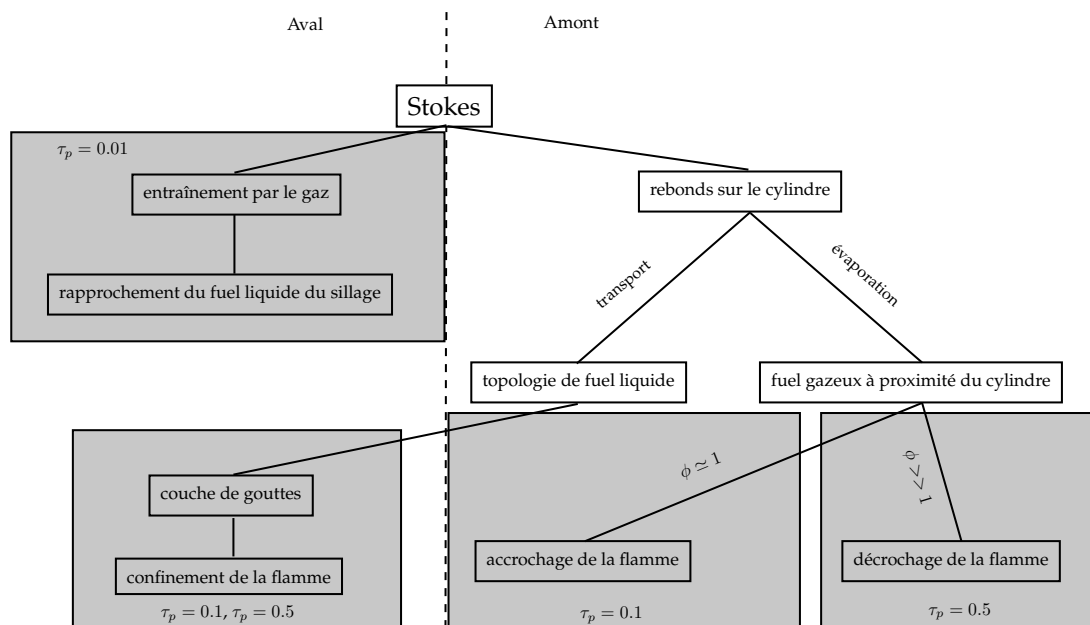 Aval
Amont
Stokes
τ_p = 0.01
entraînement par le gaz
rebonds sur le cylindre
transport
évaporation
rapprochement du fuel liquide du sillage
topologie de fuel liquide
fuel gazeux à proximité du cylindre
ϕ ≃ 1
ϕ <<< 1
couche de gouttes
accrochage de la flamme
décrochage de la flamme
confinement de la flamme
τ_p = 0.1, τ_p = 0.5
τ_p = 0.1
τ_p = 0.5